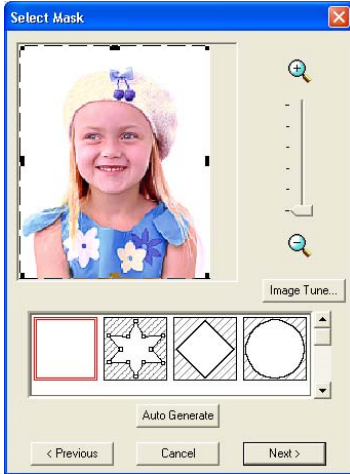 Select Mask
Image Tune...
Auto Generate
< Previous
Cancel
Next >